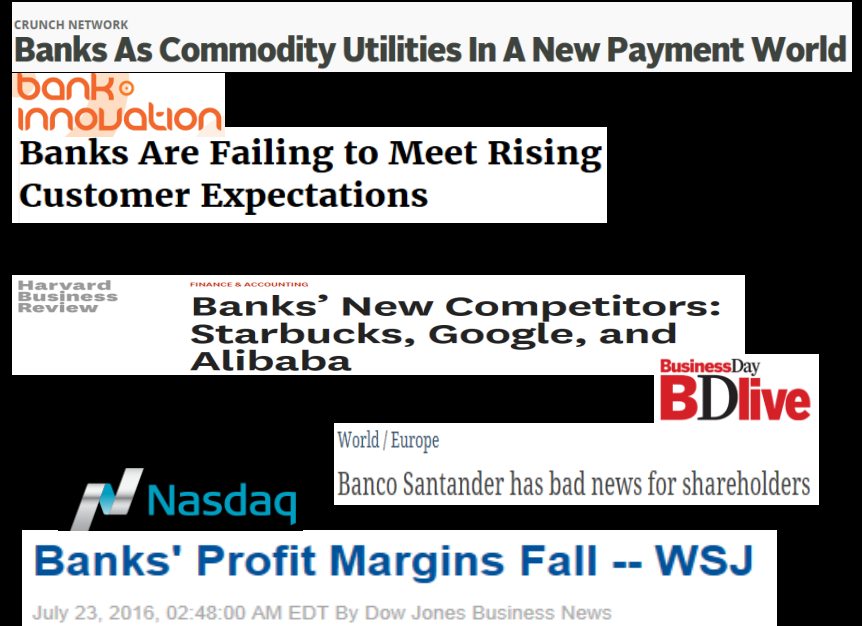 CRUNCH NETWORK
Banks As Commodity Utilities In A New Payment World
bank
innovation
Banks Are Failing to Meet Rising
Customer Expectations
Harvard
Business
Review
FINANCE & ACCOUNTING
Banks’ New Competitors:
Starbucks, Google, and
Alibaba
BusinessDay
BDlive
World / Europe
Banco Santander has bad news for shareholders
Nasdaq
Banks' Profit Margins Fall -- WSJ
July 23, 2016, 02:48:00 AM EDT By Dow Jones Business News